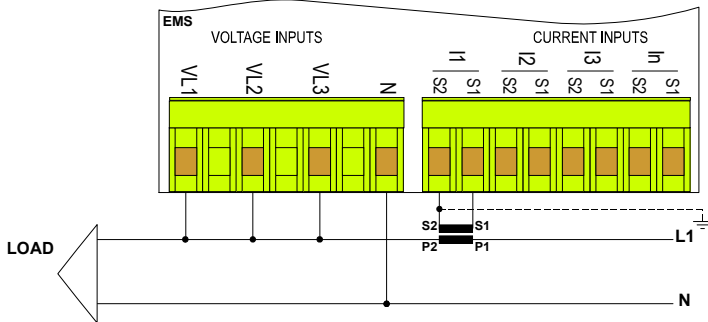 EMS
VOLTAGE INPUTS
CURRENT INPUTS
I1 I2 I3 In
VL1 VL2 VL3 N
S2 S1 S2 S1 S2 S1 S2 S1
S2 S1
LOAD
P2 P1
L1
N